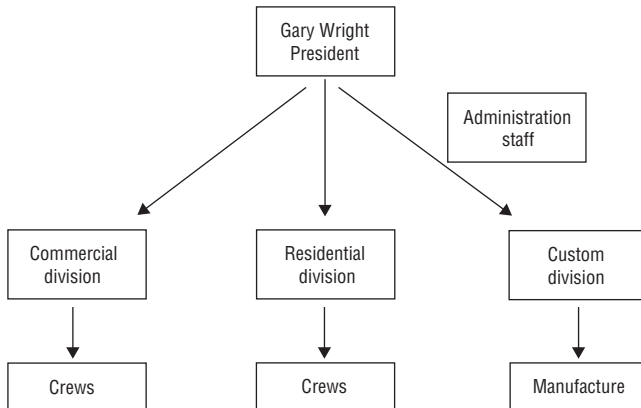 Gary Wright
President
Administration
staff
Commercial
division
Residential
division
Custom
division
Crews
Crews
Manufacture